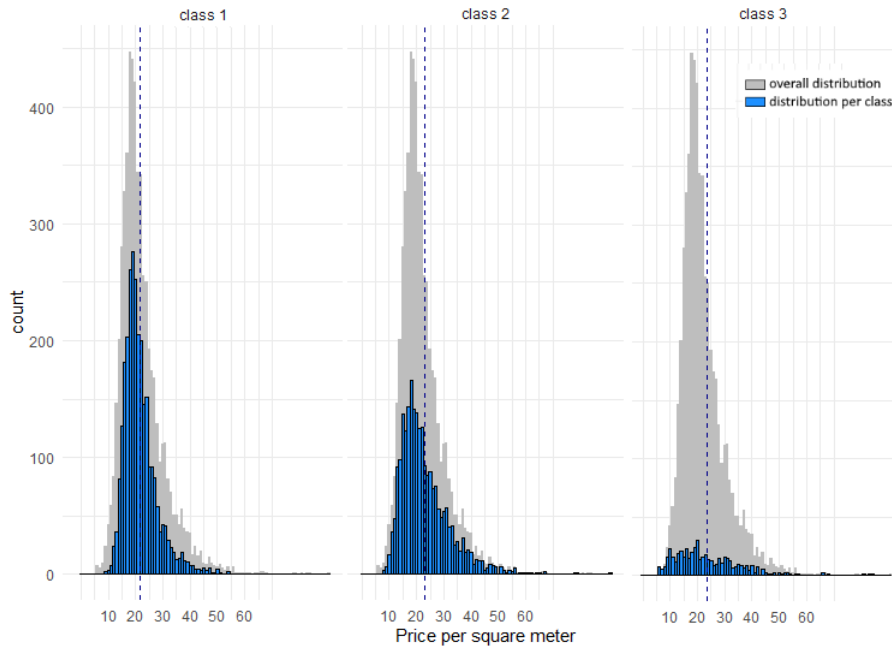 class 1
class 2
class 3
overall distribution
distribution per class
400
300
200
100
0
count
10 20 30 40 50 60
10 20 30 40 50 60
10 20 30 40 50 60
Price per square meter